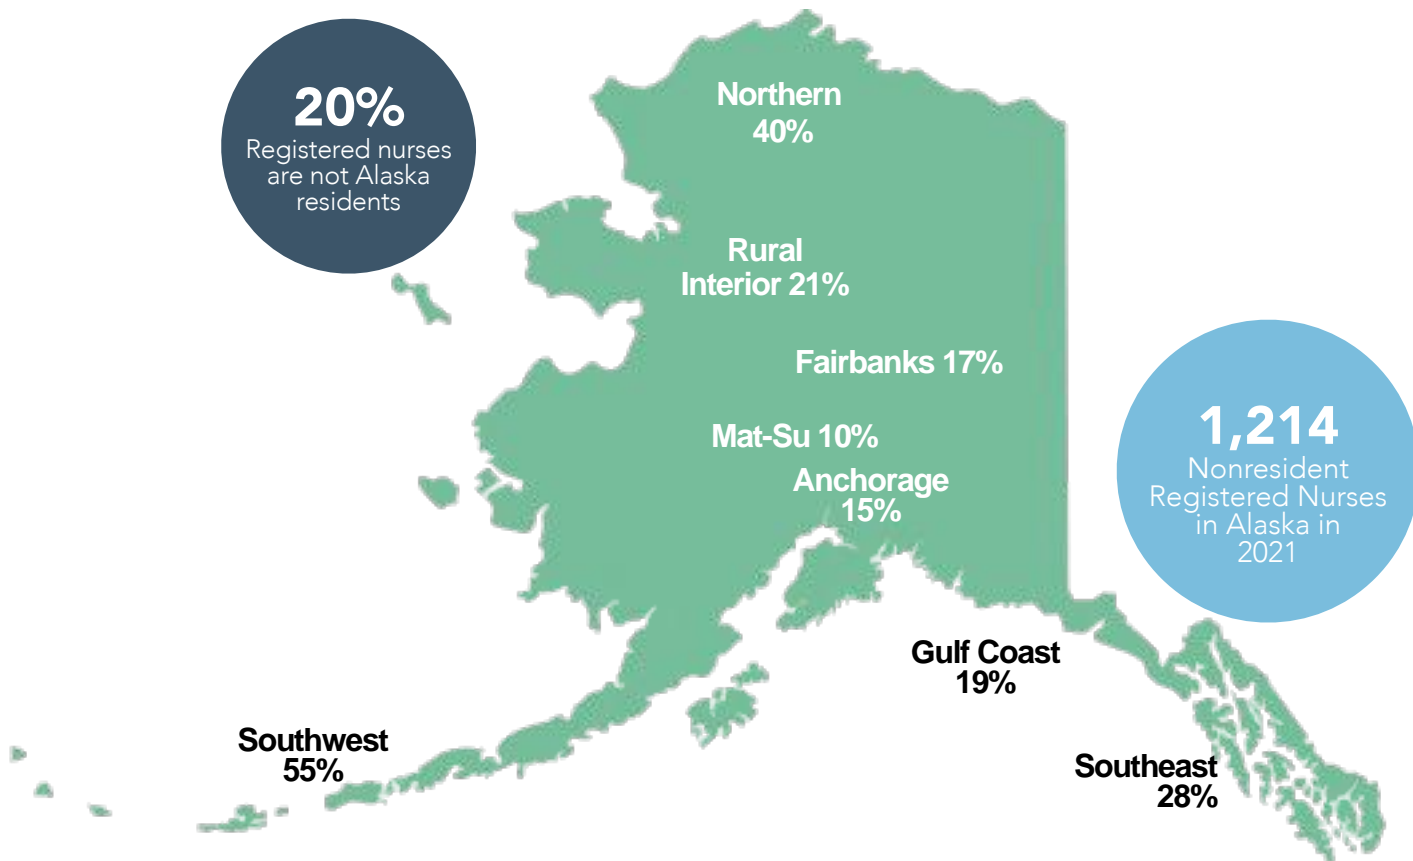 20%
Registered nurses
are not Alaska
residents
Northern
40%
Rural
Interior 21%
Fairbanks 17%
Mat-Su 10%
Anchorage
15%
1,214
Nonresident
Registered Nurses
in Alaska in
2021
Gulf Coast
19%
Southwest
55%
Southeast
28%